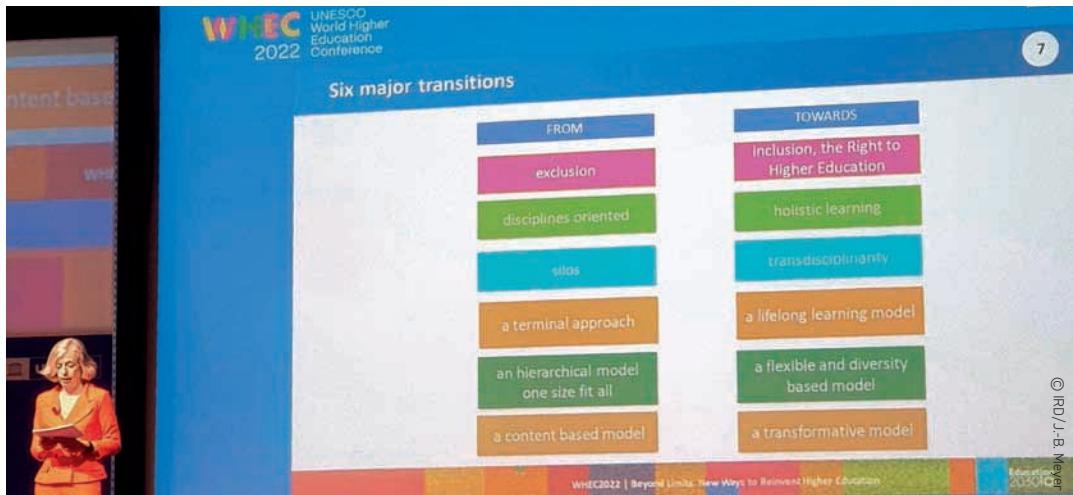 WHEC
2022
UNESCO
World Higher
Education
Conference
7
Six major transitions
FROM
TOWARDS
exclusion
inclusion, the Right to
Higher Education
disciplines oriented
holistic learning
silos
transdisciplinarity
a terminal approach
a lifelong learning model
an hierarchical model
one size fit all
a flexible and diversity
based model
a content based model
a transformative model
WHEC2022 | Beyond Limits. New Ways to Reinvent Higher Education
ntent base
WHE
© IRD/J.-B. Meyer